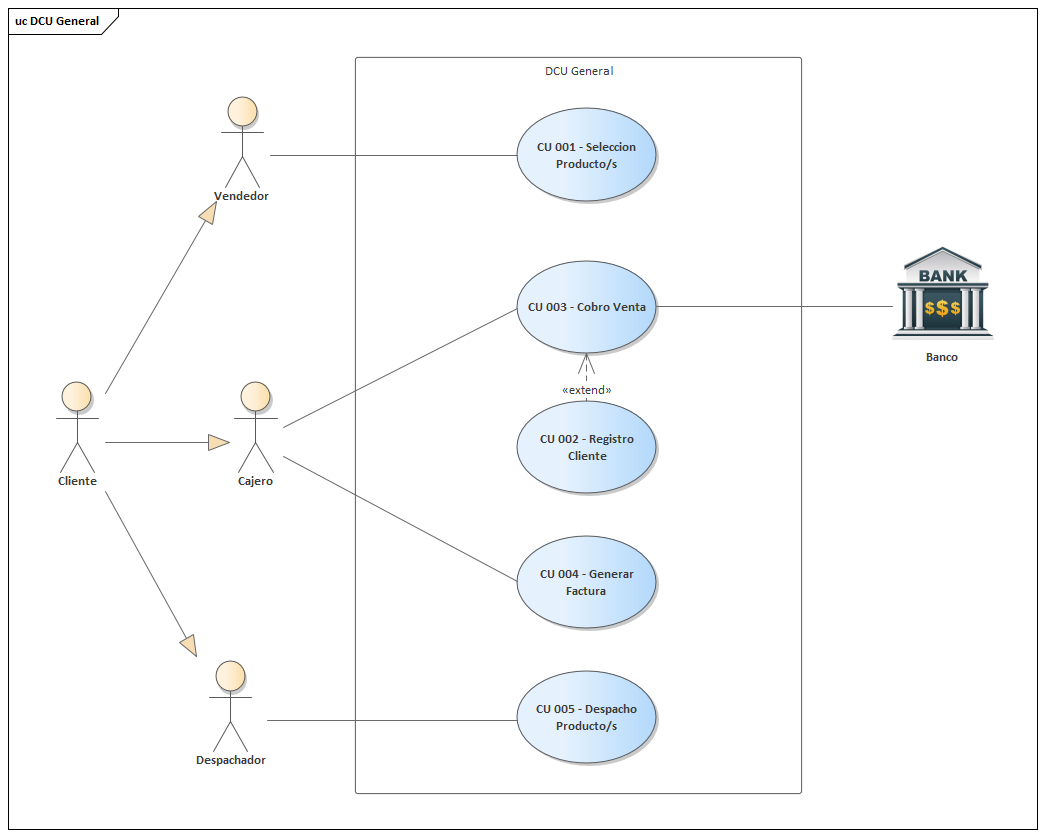 uc DCU General
DCU General
CU 001 - Seleccion
Producto/s
Vendedor
BANK
$$$
CU 003 - Cobro Venta
Banco
«extend»
CU 002 - Registro
Cliente
Cliente
Cajero
CU 004 - Generar
Factura
CU 005 - Despacho
Producto/s
Despachador